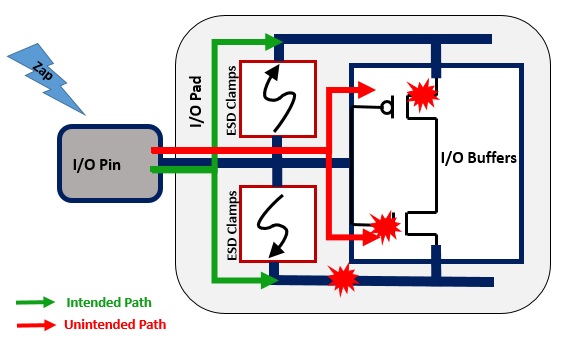 Zap
I/O Pin
I/O Pad
ESD Clamps
ESD Clamps
I/O Buffers
Intended Path
Unintended Path